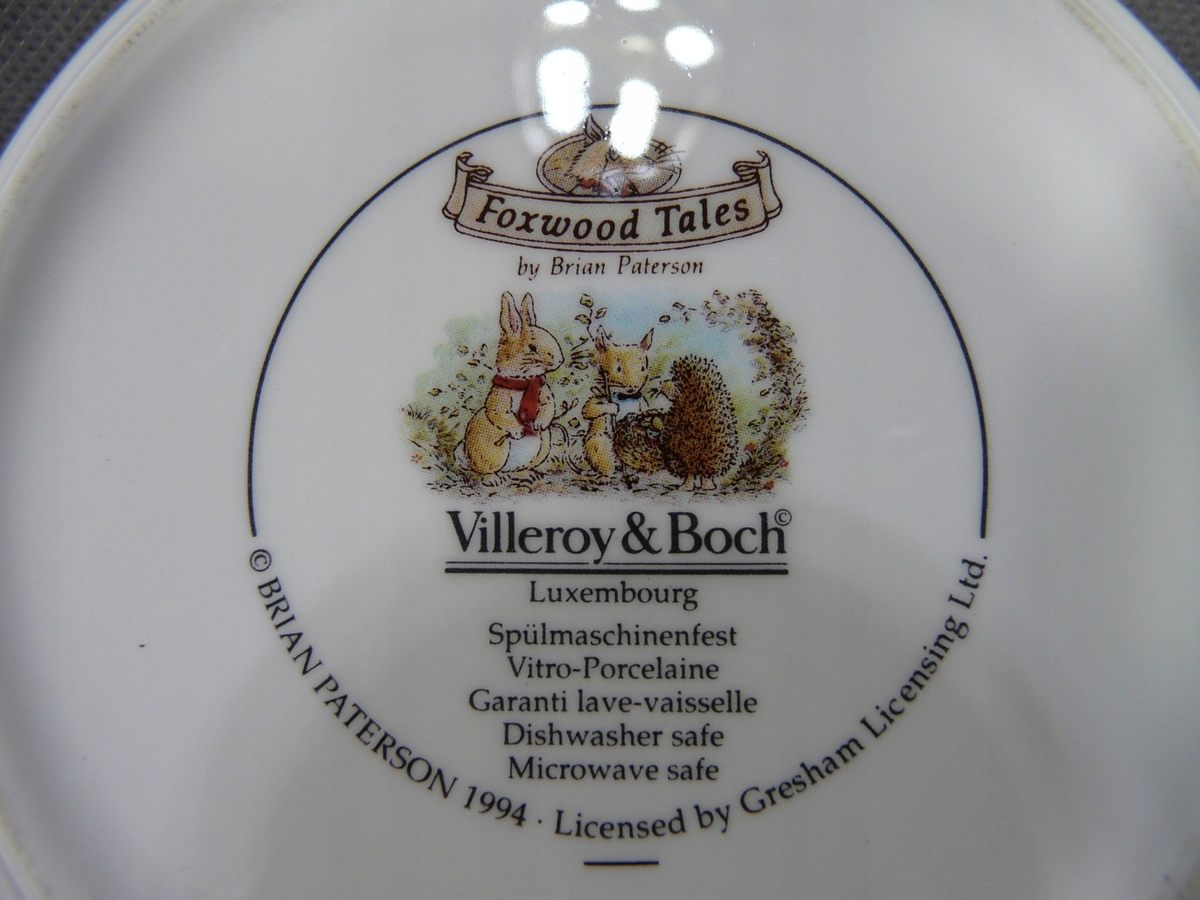 Foxwood Tales
by Brian Paterson
Villeroy & Boch©
Luxembourg
Spülmaschinenfest
Vitro-Porcelaine
Garanti lave-vaisselle
Dishwasher safe
Microwave safe
© BRIAN PATERSON 1994 · Licensed by Gresham Licensing Ltd.